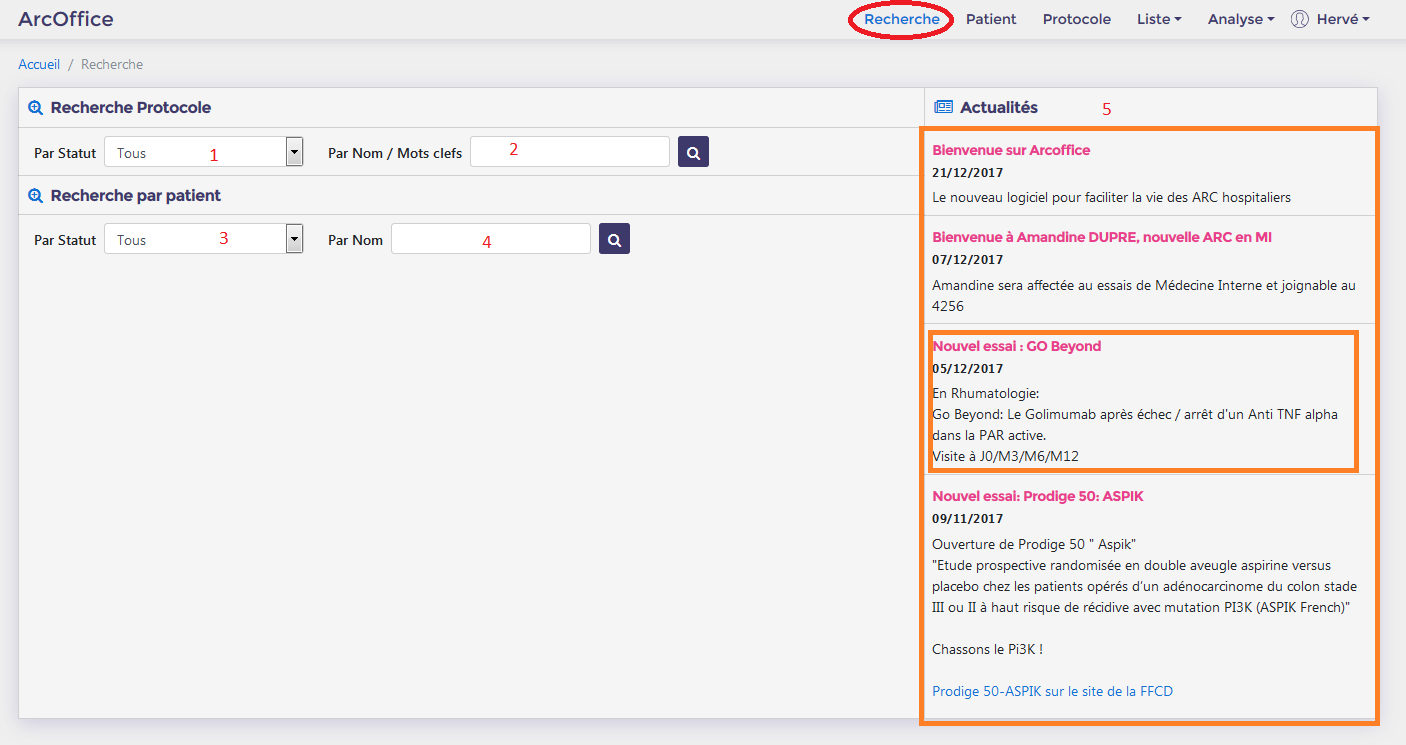 ArcOffice
Recherche Patient Protocole Liste Analyse Hervé
Accueil / Recherche
Recherche Protocole
Par Statut Tous 1 Par Nom / Mots clefs 2
Recherche par patient
Par Statut Tous 3 Par Nom 4
Actualités 5
Bienvenue sur Arcoffice
21/12/2017
Le nouveau logiciel pour faciliter la vie des ARC hospitaliers
Bienvenue à Amandine DUPRE, nouvelle ARC en MI
07/12/2017
Amandine sera affectée au essais de Médecine Interne et joignable au
4256
Nouvel essai : GO Beyond
05/12/2017
En Rhumatologie:
Go Beyond: Le Golimumab après échec / arrêt d'un Anti TNF alpha
dans la PAR active.
Visite à J0/M3/M6/M12
Nouvel essai: Prodige 50: ASPIK
09/11/2017
Ouverture de Prodige 50 " Aspik"
"Etude prospective randomisée en double aveugle aspirine versus
placebo chez les patients opérés d'un adénocarcinome du colon stade
III ou II à haut risque de récidive avec mutation PI3K (ASPIK French)"
Chassons le Pi3K !
Prodige 50-ASPIK sur le site de la FFCD